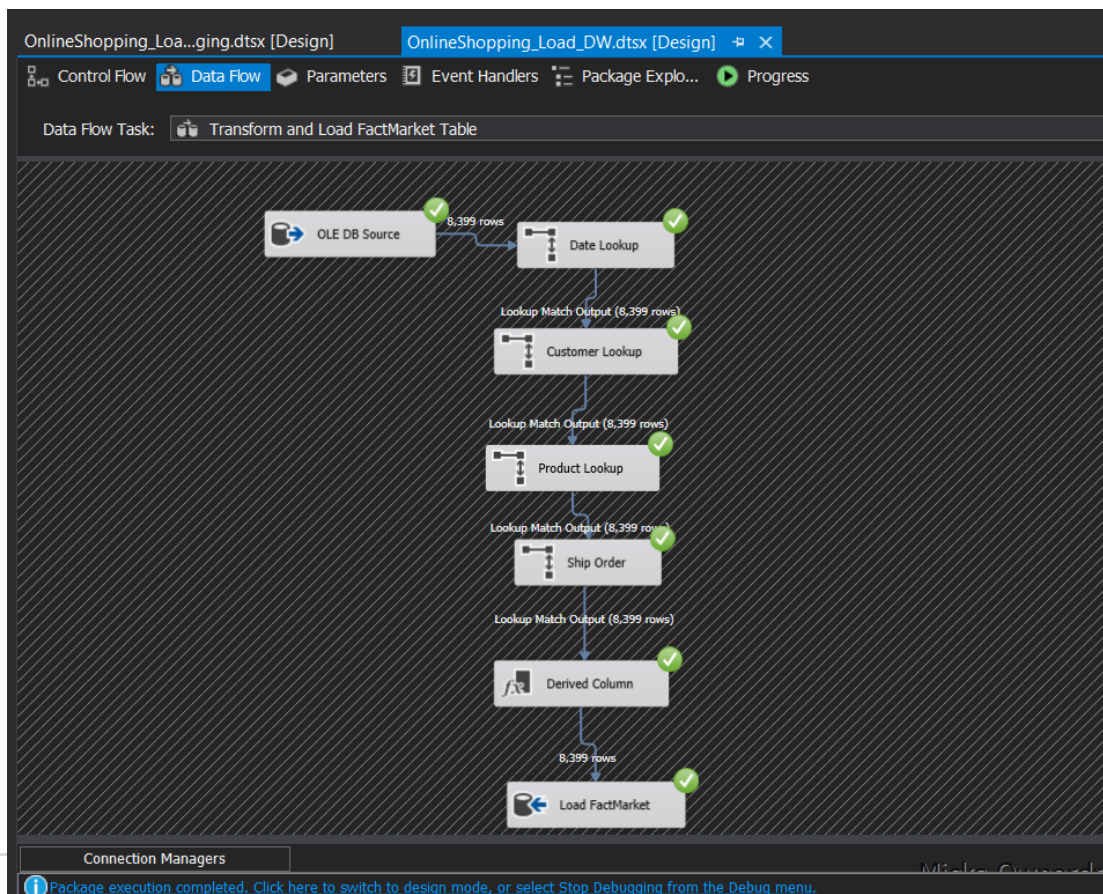 OnlineShopping_Loa...ging.dtsx [Design]
OnlineShopping_Load_DW.dtsx [Design]
Control Flow
Data Flow
Parameters
Event Handlers
Package Explo...
Progress
Data Flow Task:
Transform and Load FactMarket Table
OLE DB Source
8,399 rows
Date Lookup
Lookup Match Output (8,399 rows)
Customer Lookup
Lookup Match Output (8,399 rows)
Product Lookup
Lookup Match Output (8,399 rows)
Ship Order
Lookup Match Output (8,399 rows)
fx
Derived Column
8,399 rows
Load FactMarket
Connection Managers
Package execution completed. Click here to switch to design mode, or select Stop Debugging from the Debug menu.